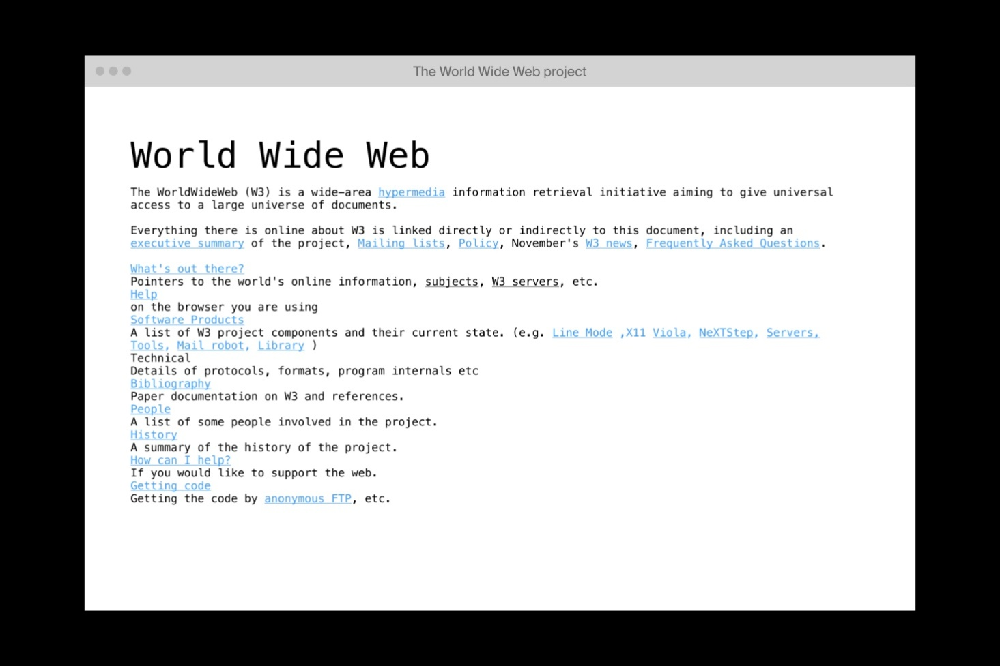 The World Wide Web project
World Wide Web
The WorldWideWeb (W3) is a wide-area hypermedia information retrieval initiative aiming to give universal
access to a large universe of documents.
Everything there is online about W3 is linked directly or indirectly to this document, including an
executive summary of the project, Mailing lists, Policy, November's W3 news, Frequently Asked Questions.
What's out there?
Pointers to the world's online information, subjects, W3 servers, etc.
Help
on the browser you are using
Software Products
A list of W3 project components and their current state. (e.g. Line Mode ,X11 Viola, NeXTStep, Servers,
Tools, Mail robot, Library )
Technical
Details of protocols, formats, program internals etc
Bibliography
Paper documentation on W3 and references.
People
A list of some people involved in the project.
History
A summary of the history of the project.
How can I help?
If you would like to support the web.
Getting code
Getting the code by anonymous FTP, etc.